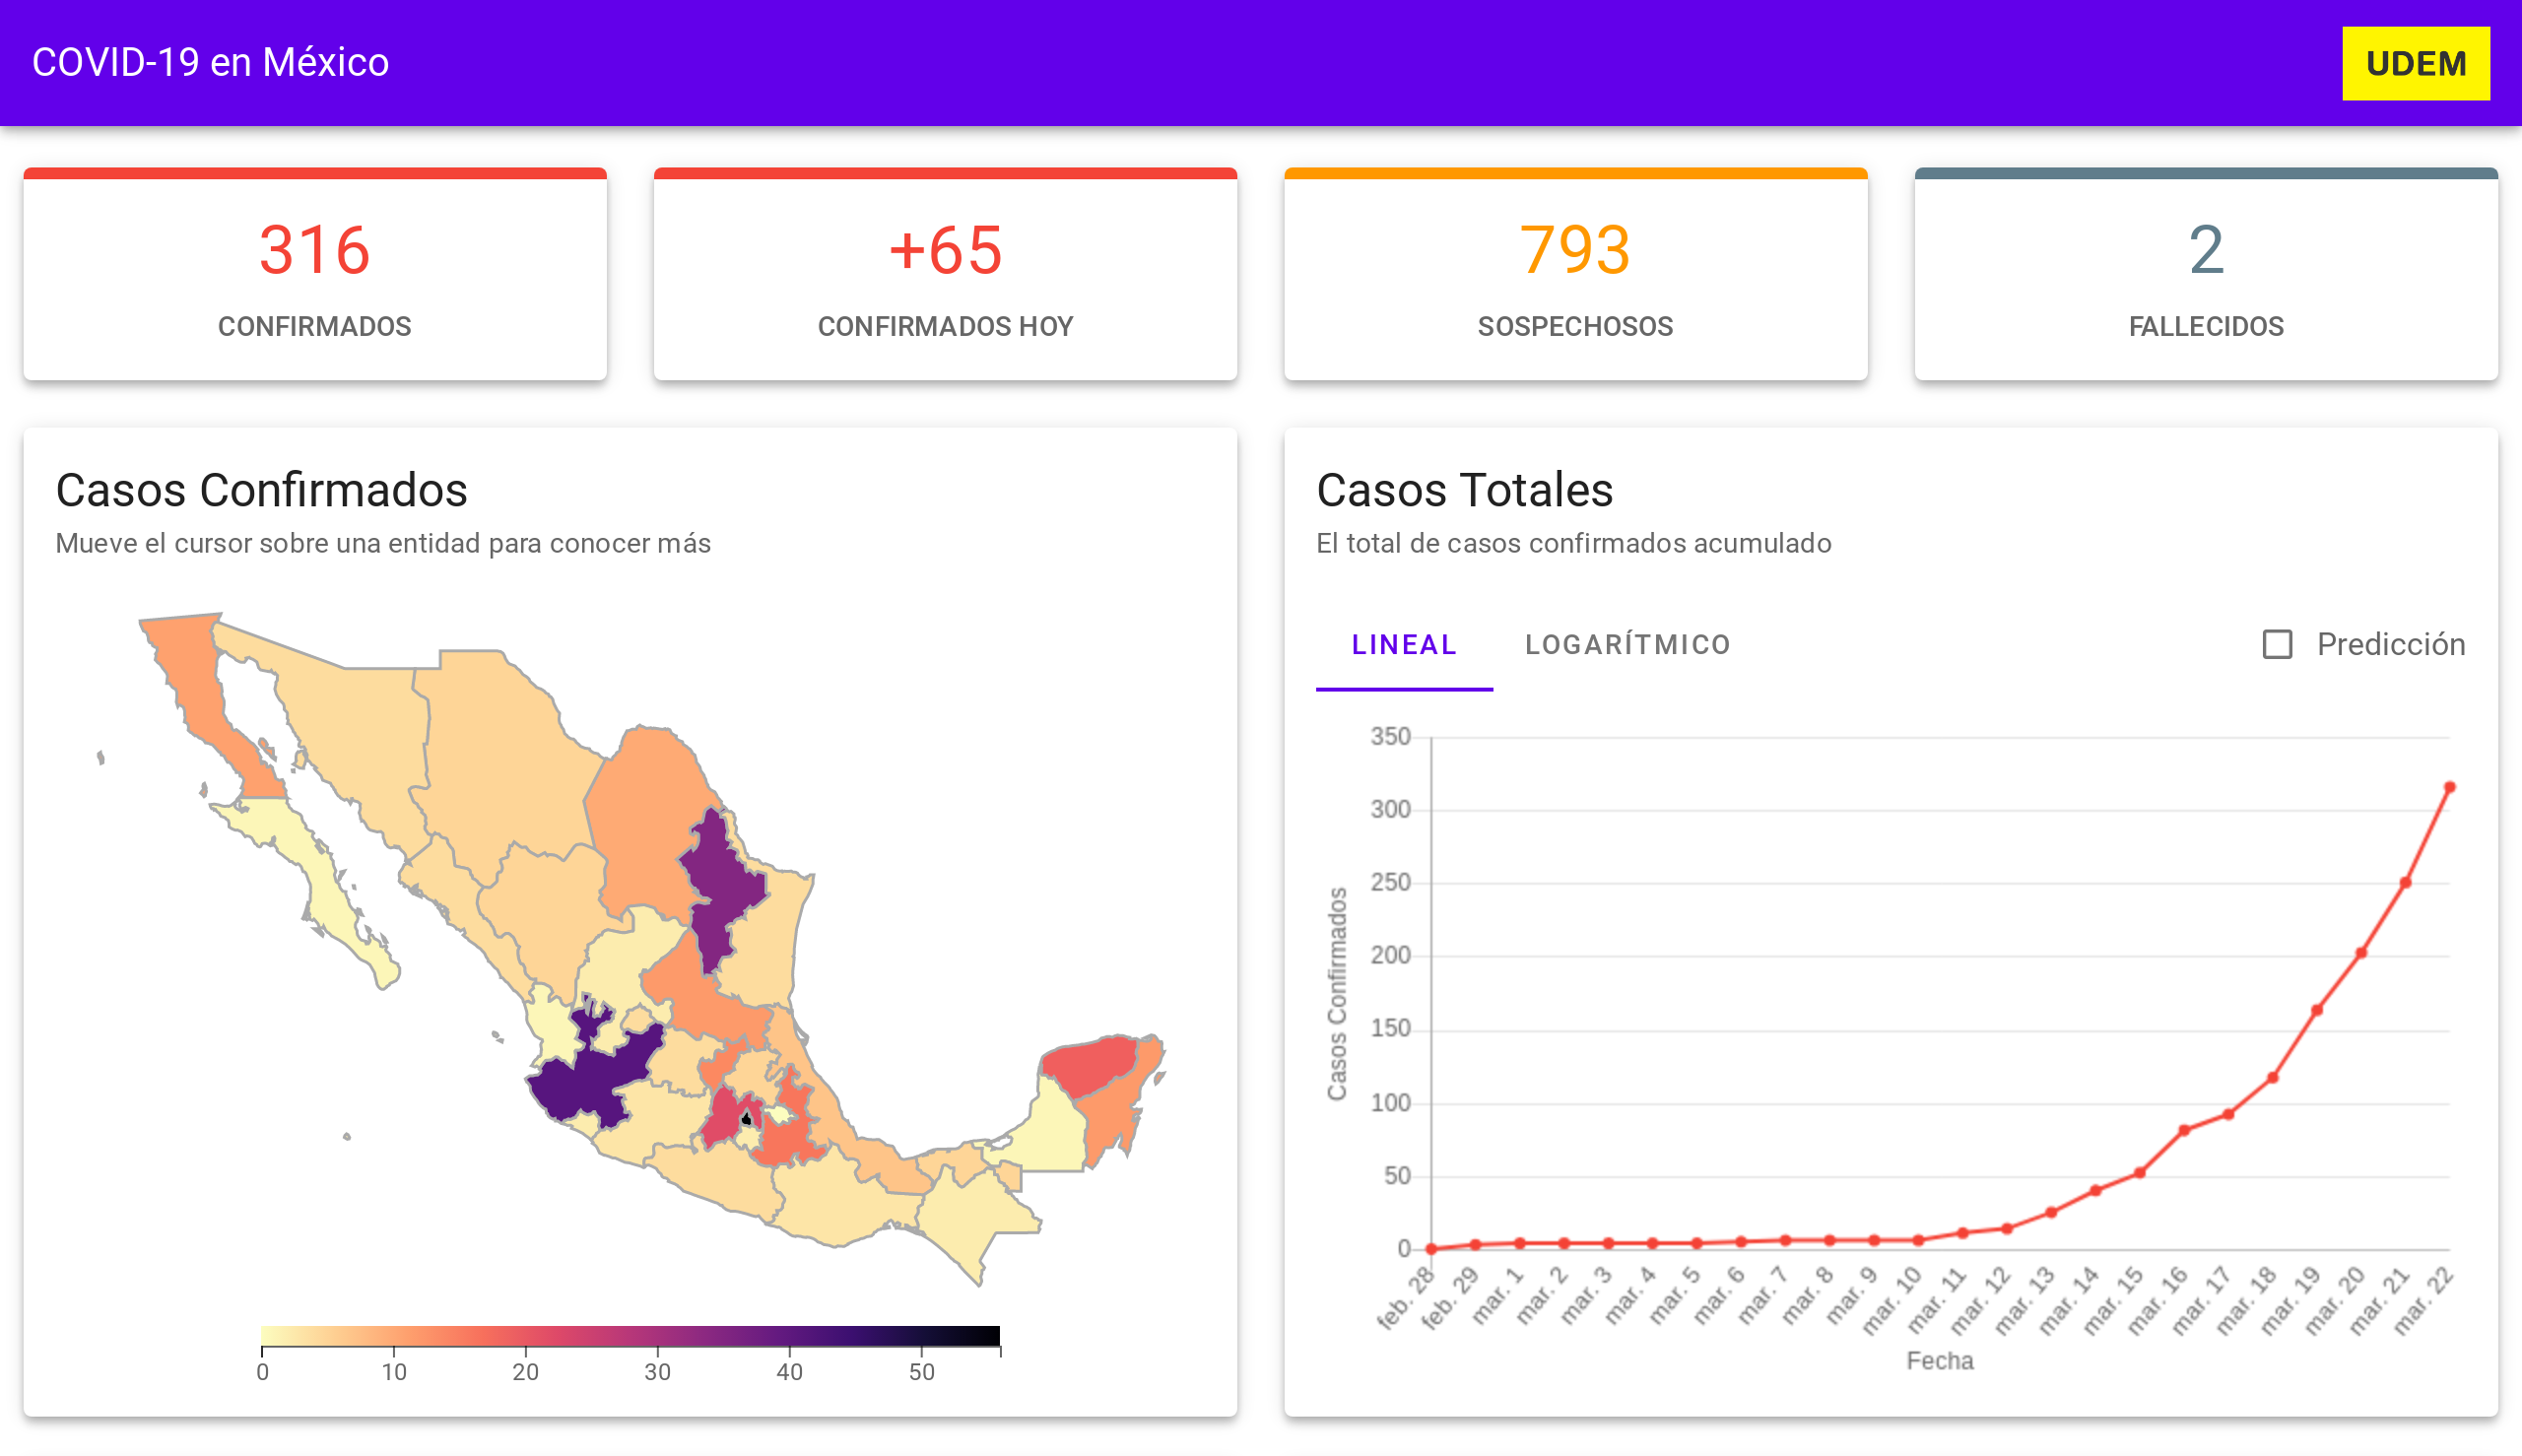 COVID-19 en México
UDEM
316
CONFIRMADOS
+65
CONFIRMADOS HOY
793
SOSPECHOSOS
2
FALLECIDOS
Casos Confirmados
Mueve el cursor sobre una entidad para conocer más
0 10 20 30 40 50
Casos Totales
El total de casos confirmados acumulado
LINEAL LOGARÍTMICO Predicción
Casos Confirmados
350
300
250
200
150
100
50
0
feb. 28 feb. 29 mar. 1 mar. 2 mar. 3 mar. 4 mar. 5 mar. 6 mar. 7 mar. 8 mar. 9 mar. 10 mar. 11 mar. 12 mar. 13 mar. 14 mar. 15 mar. 16 mar. 17 mar. 18 mar. 19 mar. 20 mar. 21 mar. 22
Fecha